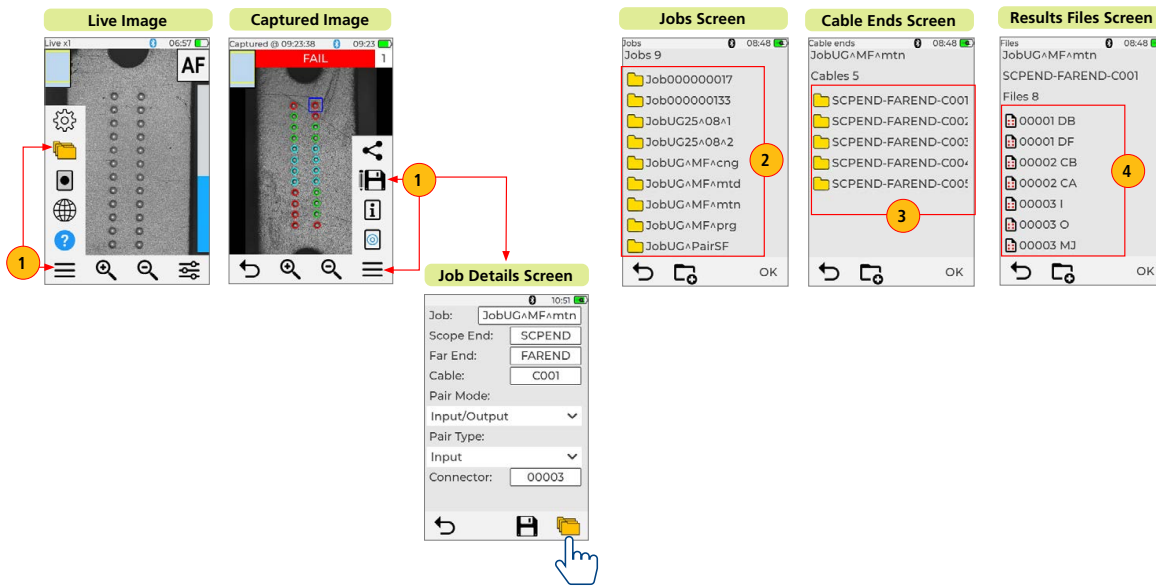 Live Image
Live x1 06:57
AF
1
Captured Image
Captured @ 09:23:38 09:23
FAIL 1
1
Job Details Screen
10:51
Job: JobUG^MF^mtn
Scope End: SCPEND
Far End: FAREND
Cable: C001
Pair Mode:
Input/Output
Pair Type:
Input
Connector: 00003
Jobs Screen
Jobs 08:48
Jobs 9
Job000000017
Job000000133
JobUG25^08^1
JobUG25^08^2
JobUG^MF^cng
JobUG^MF^mtd
JobUG^MF^mtn
JobUG^MF^prg
JobUG^PairSF
2
OK
Cable Ends Screen
Cable ends 08:48
JobUG^MF^mtn
Cables 5
SCPEND-FAREND-C001
SCPEND-FAREND-C002
SCPEND-FAREND-C003
SCPEND-FAREND-C004
SCPEND-FAREND-C005
3
OK
Results Files Screen
Files 08:48
JobUG^MF^mtn
SCPEND-FAREND-C001
Files 8
00001 DB
00001 DF
00002 CB
00002 CA
00003 I
00003 O
00003 MJ
4
OK